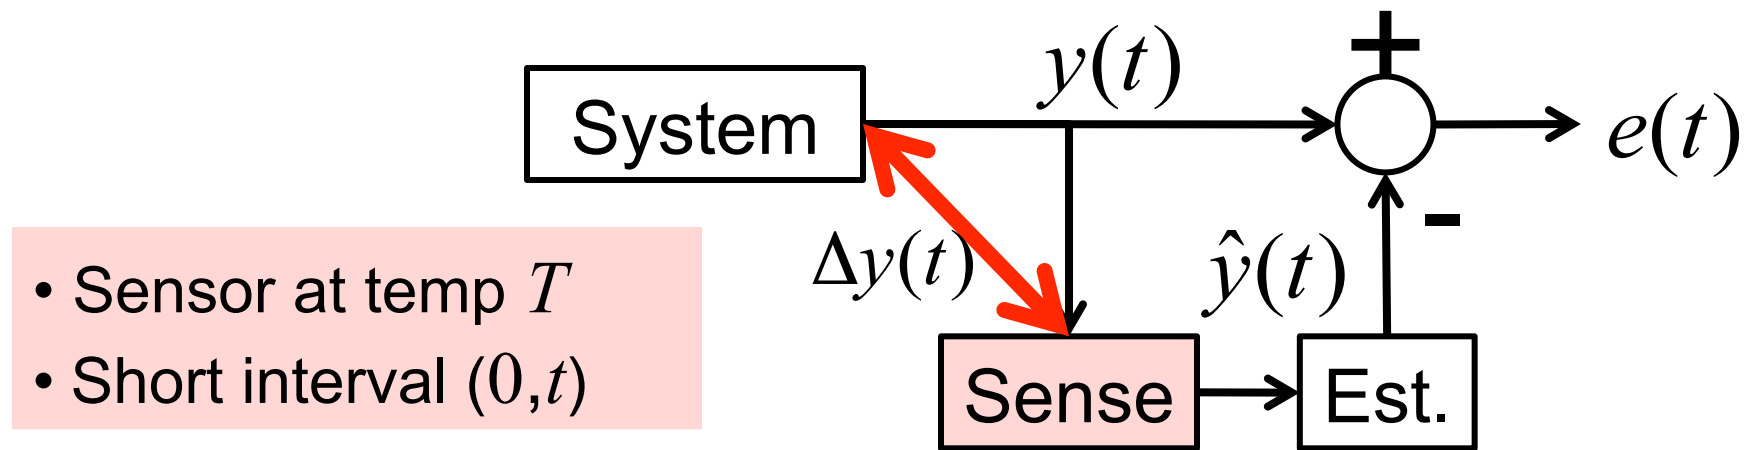 +
y(t)
System
e(t)
Δy(t)
ŷ(t)
-
• Sensor at temp T
• Short interval (0,t)
Sense
Est.